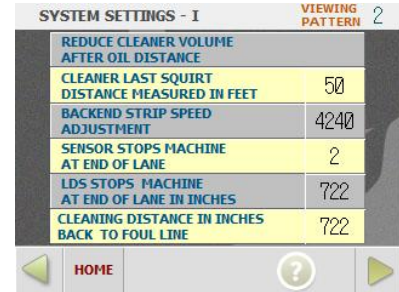 SYSTEM SETTINGS - I
VIEWING
PATTERN 2
REDUCE CLEANER VOLUME
AFTER OIL DISTANCE
CLEANER LAST SQUIRT
DISTANCE MEASURED IN FEET
50
BACKEND STRIP SPEED
ADJUSTMENT
4240
SENSOR STOPS MACHINE
AT END OF LANE
2
LDS STOPS MACHINE
AT END OF LANE IN INCHES
722
CLEANING DISTANCE IN INCHES
BACK TO FOUL LINE
722
HOME
?